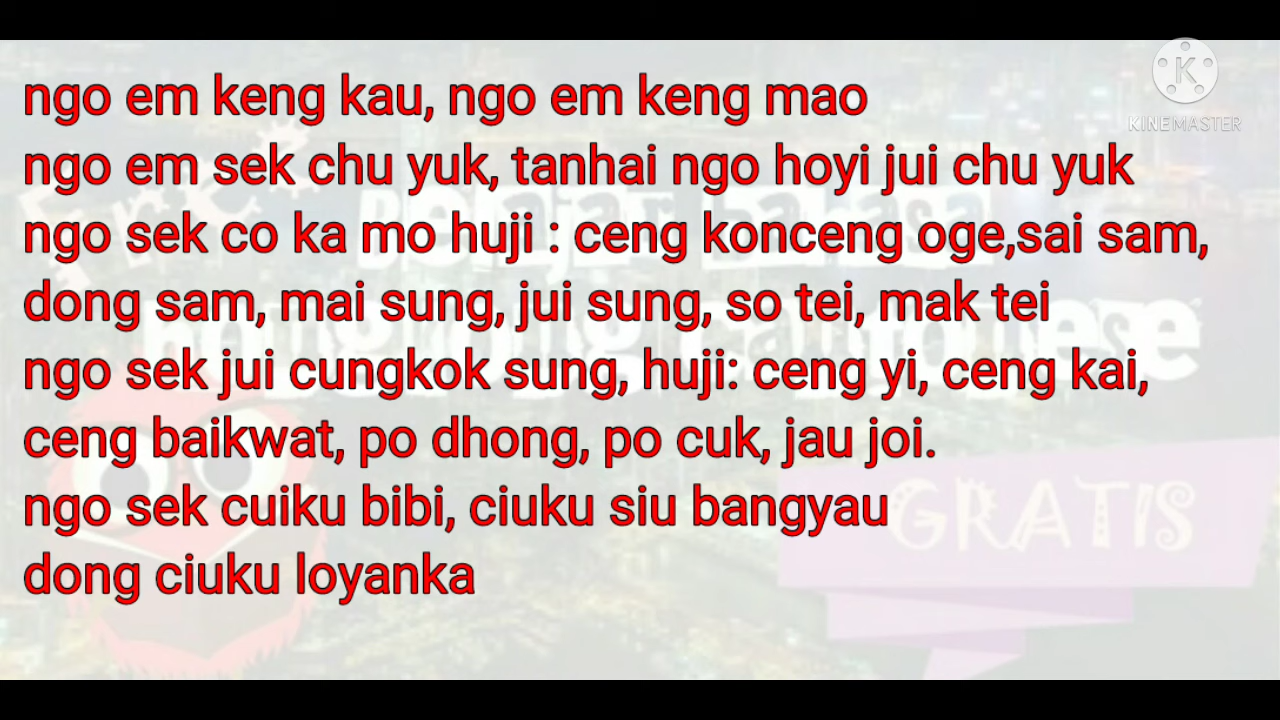 ngo em keng kau, ngo em keng mao
ngo em sek chu yuk, tanhai ngo hoyi jui chu yuk
ngo sek co ka mo huji : ceng konceng oge,sai sam,
dong sam, mai sung, jui sung, so tei, mak tei
ngo sek jui cungkok sung, huji: ceng yi, ceng kai,
ceng baikwat, po dhong, po cuk, jau joi.
ngo sek cuiku bibi, ciuku siu bangyau
dong ciuku loyanka
K
KINEMASTER
GRATIS